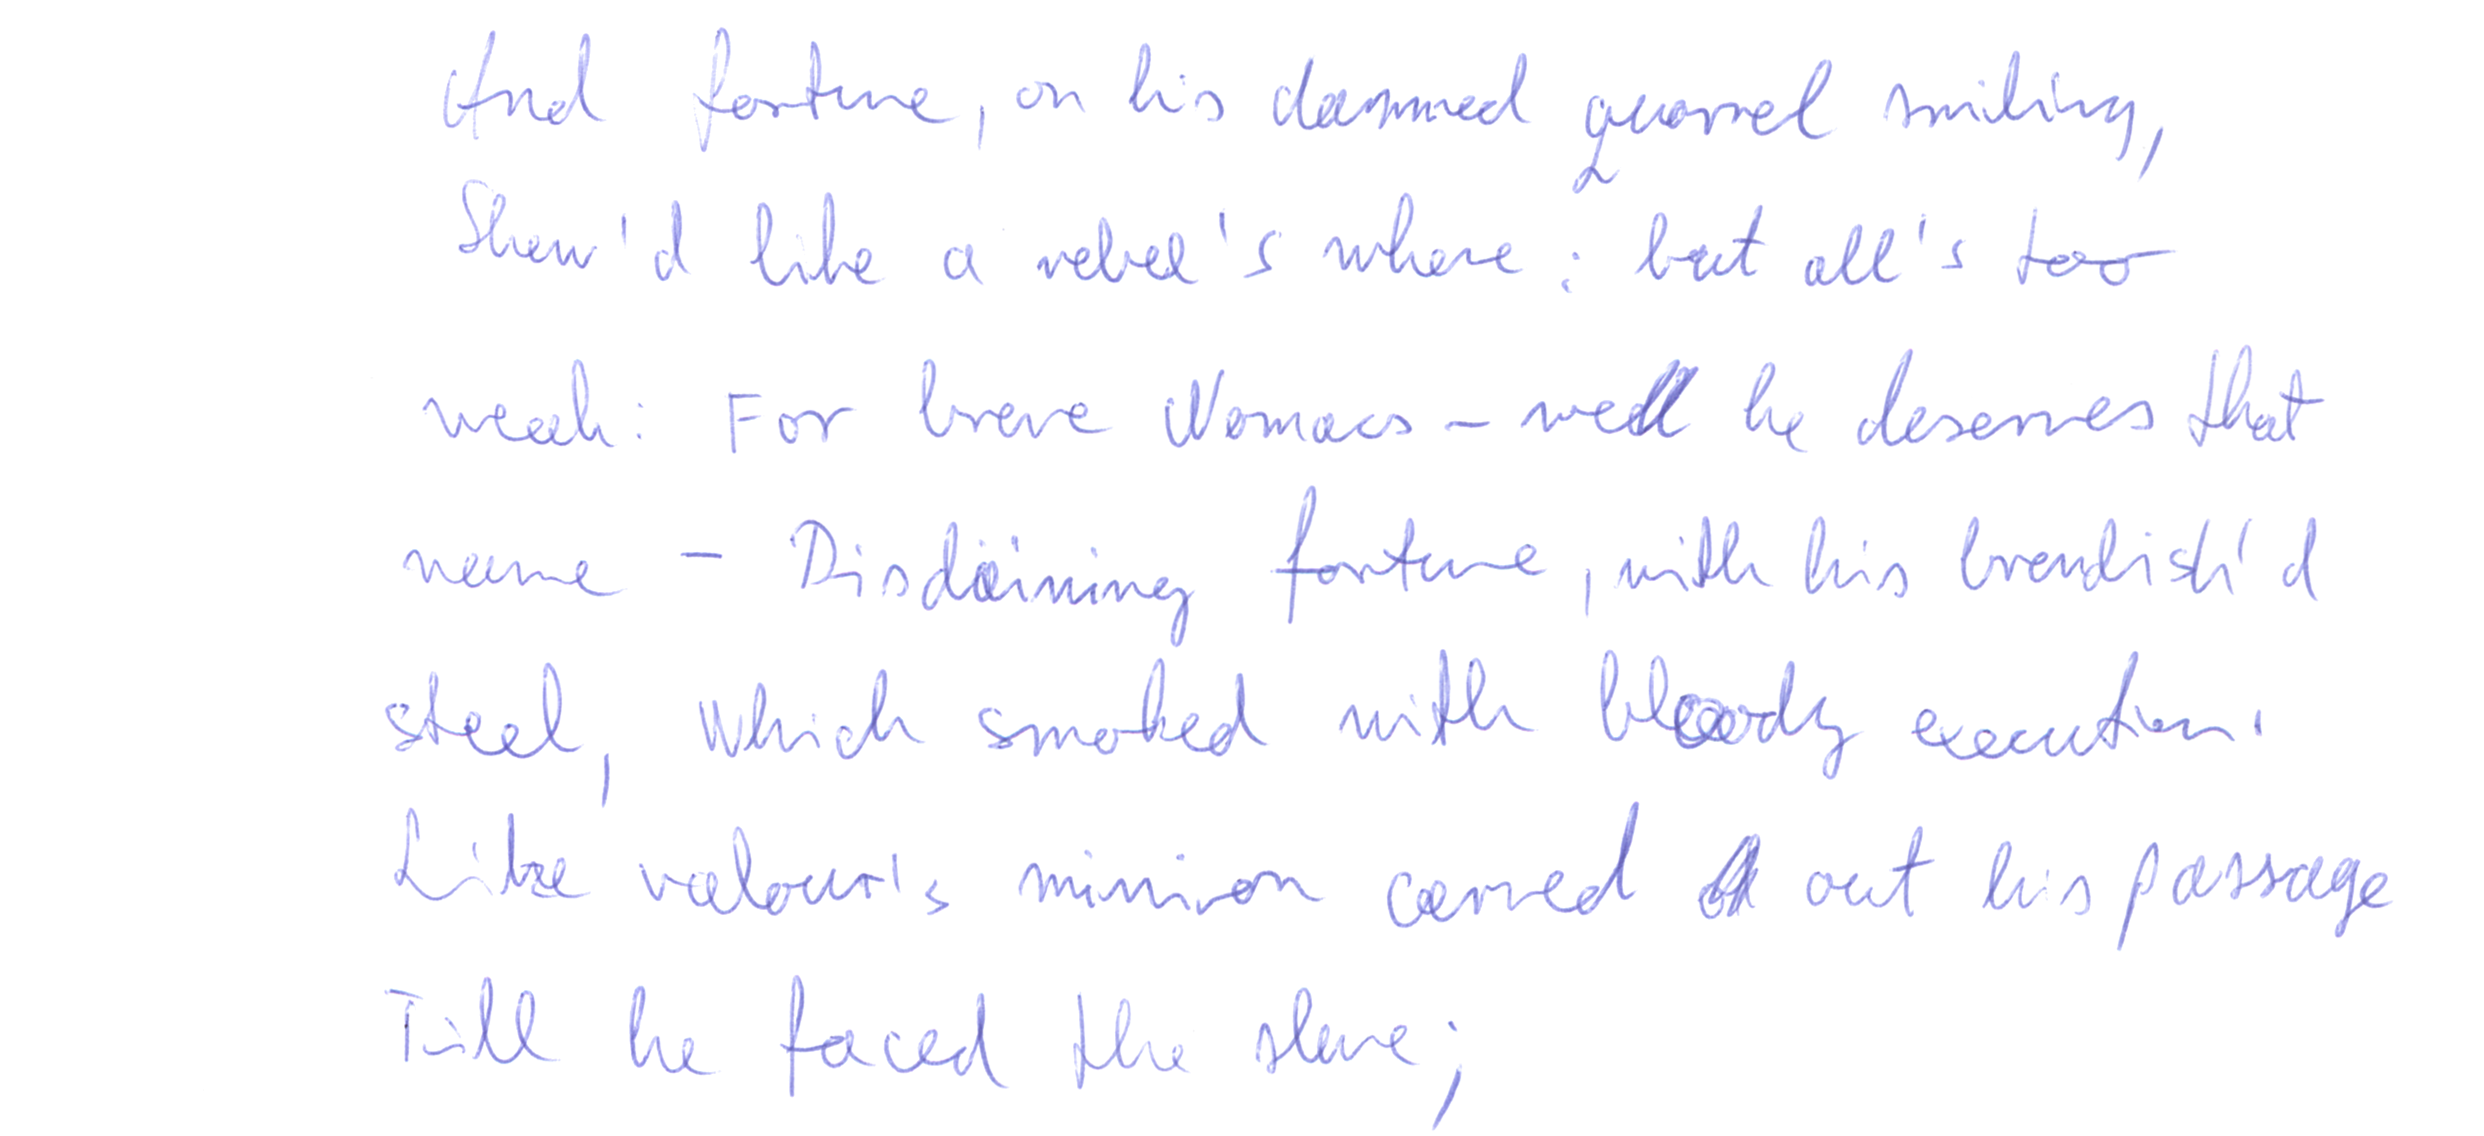 And fortune, on his damned quarrel smiling,
Shew'd like a rebel's whore: but all's too
weak: For brave Nomacs - well he deserves that
name - Disdaining fortune, with his brandish'd
steel, Which smoked with bloody execution.
Like valour's minion carved out his passage
Till he faced the slave;